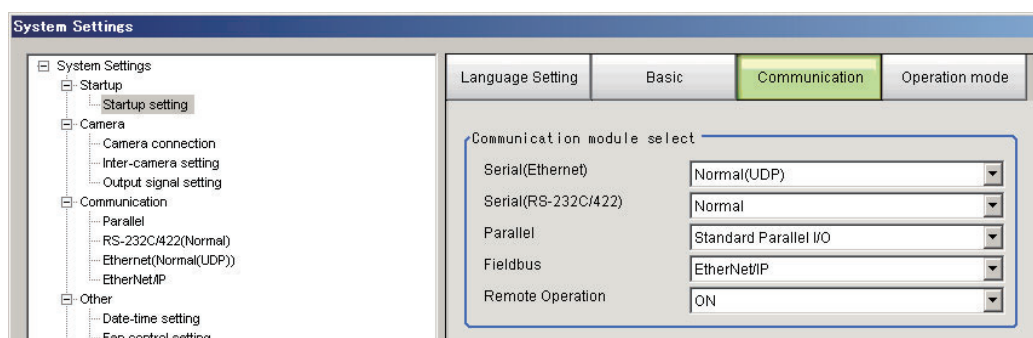 System Settings
System Settings
Startup
Startup setting
Camera
Camera connection
Inter-camera setting
Output signal setting
Communication
Parallel
RS-232C/422(Normal)
Ethernet(Normal(UDP))
EtherNet/IP
Other
Date-time setting
Fan control setting
Language Setting
Basic
Communication
Operation mode
Communication module select
Serial(Ethernet)
Normal(UDP)
Serial(RS-232C/422)
Normal
Parallel
Standard Parallel I/O
Fieldbus
EtherNet/IP
Remote Operation
ON